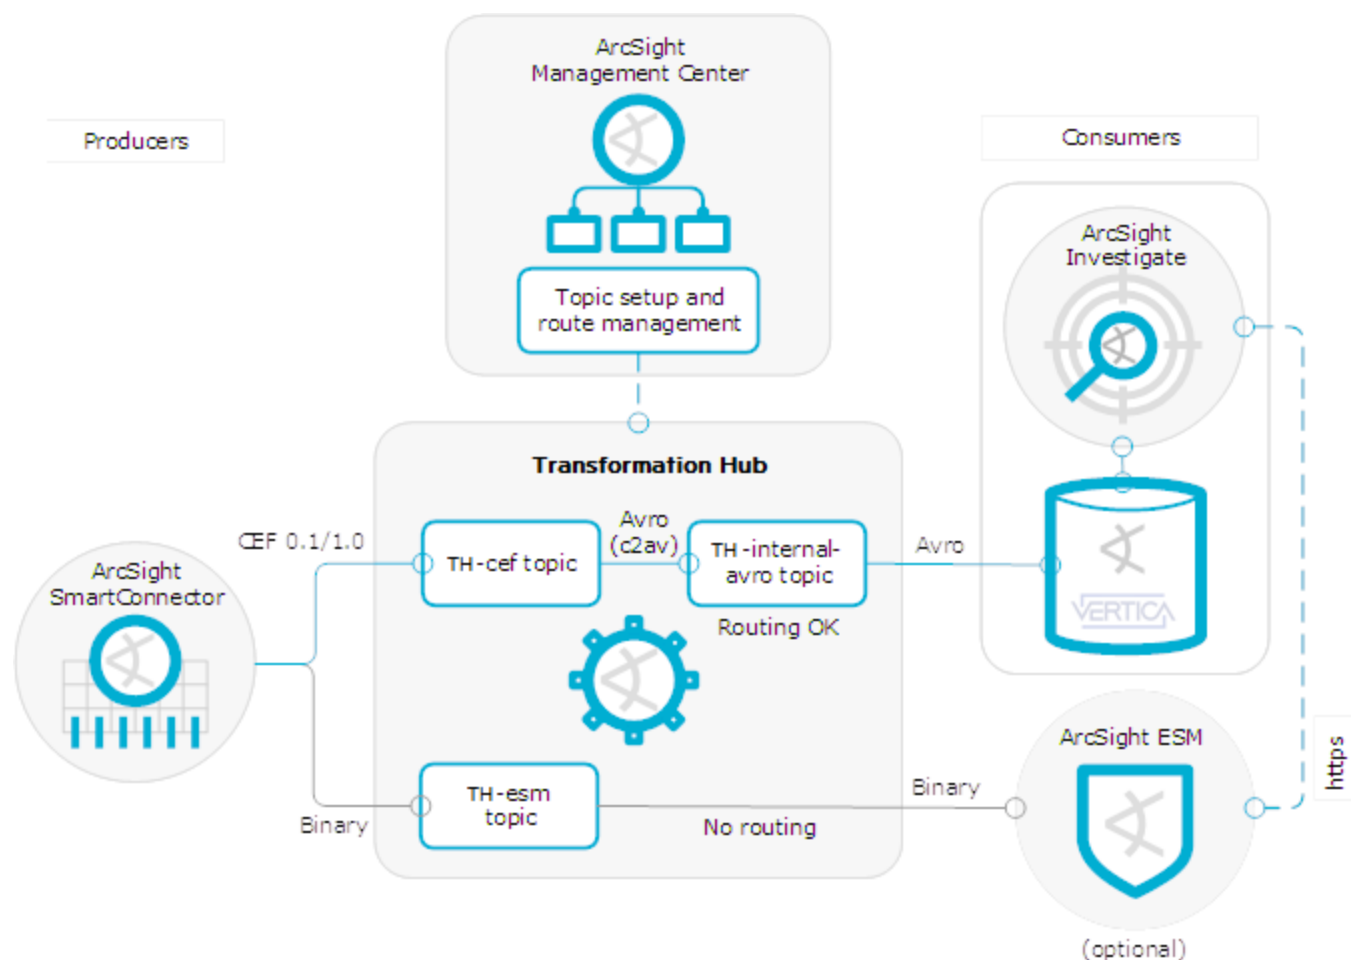 ArcSight
Management Center
Producers
Consumers
ArcSight
Investigate
Topic setup and
route management
Transformation Hub
CEF 0.1/1.0
TH-cef topic
Avro
(c2av)
TH-internal-
avro topic
Avro
Routing OK
VERTICA
ArcSight
SmartConnector
Binary
TH-esm
topic
No routing
Binary
ArcSight ESM
(optional)
https